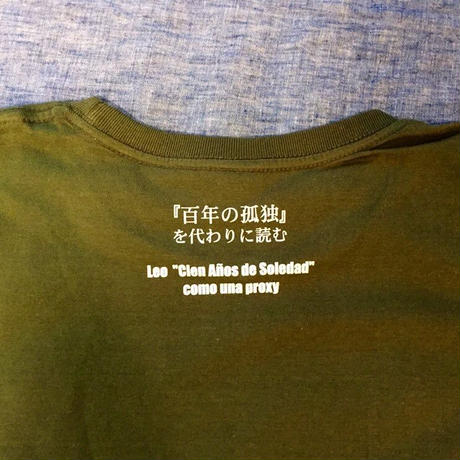 『百年の孤独』
を代わりに読む
Leo "Cien Años de Soledad"
como una proxy